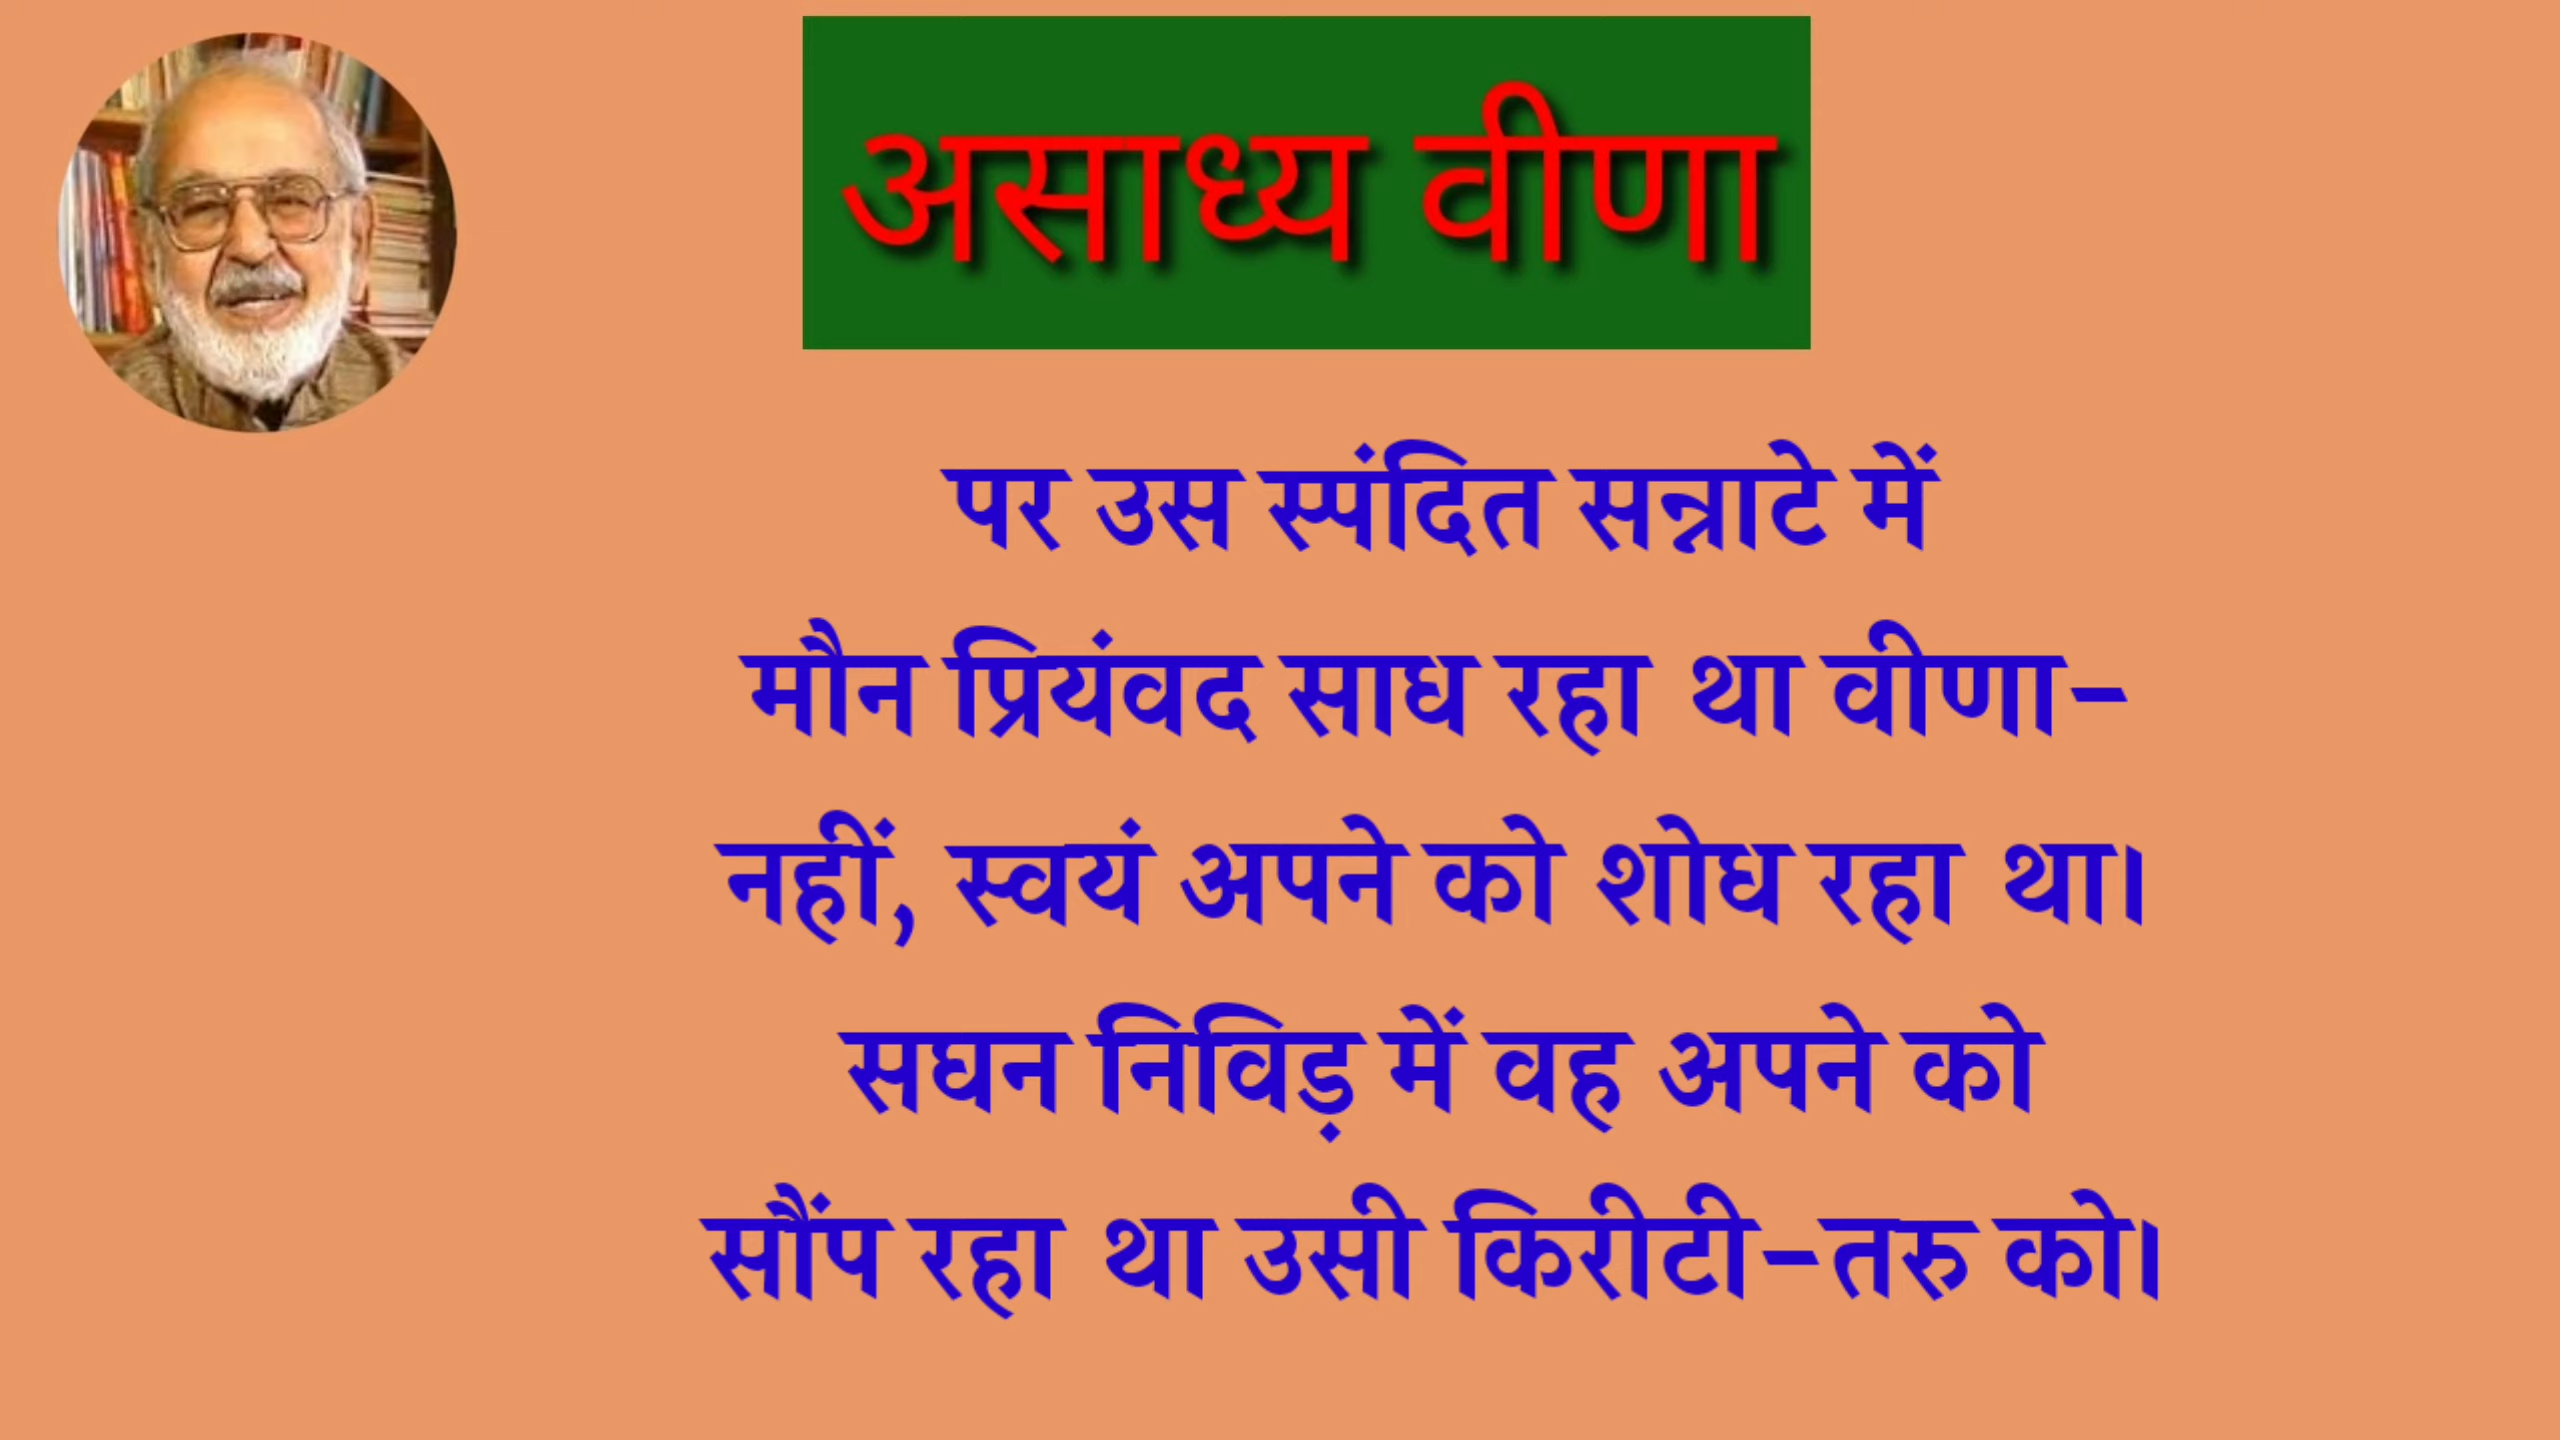 असाध्य वीणा
पर उस स्पंदित सन्नाटे में
मौन प्रियंवद साध रहा था वीणा-
नहीं, स्वयं अपने को शोध रहा था।
सघन निविड़ में वह अपने को
सौंप रहा था उसी किरीटी-तरु को।